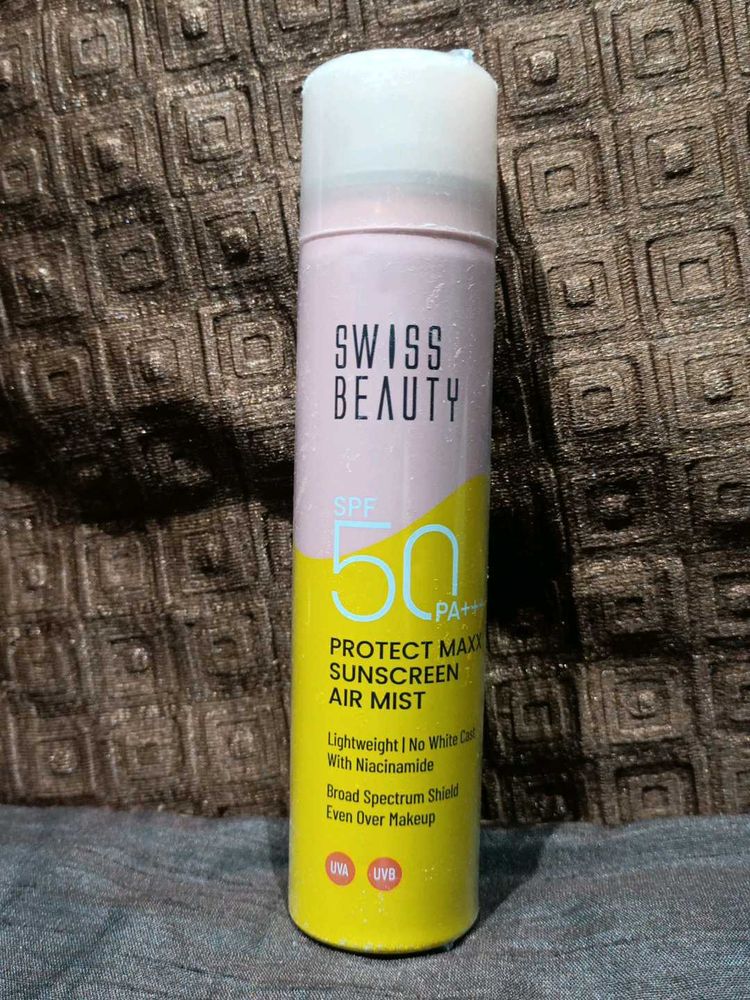 SWISS
BEAUTY
SPF
50
PA+++
PROTECT MAXX
SUNSCREEN
AIR MIST
Lightweight | No White Cast
With Niacinamide
Broad Spectrum Shield
Even Over Makeup
UVA UVB